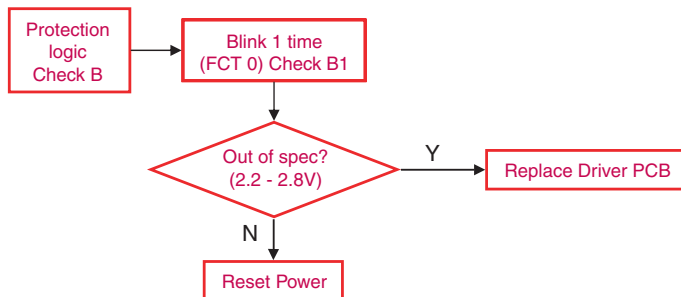 Protection
logic
Check B
Blink 1 time
(FCT 0) Check B1
Out of spec?
(2.2 - 2.8V)
Y
Replace Driver PCB
N
Reset Power